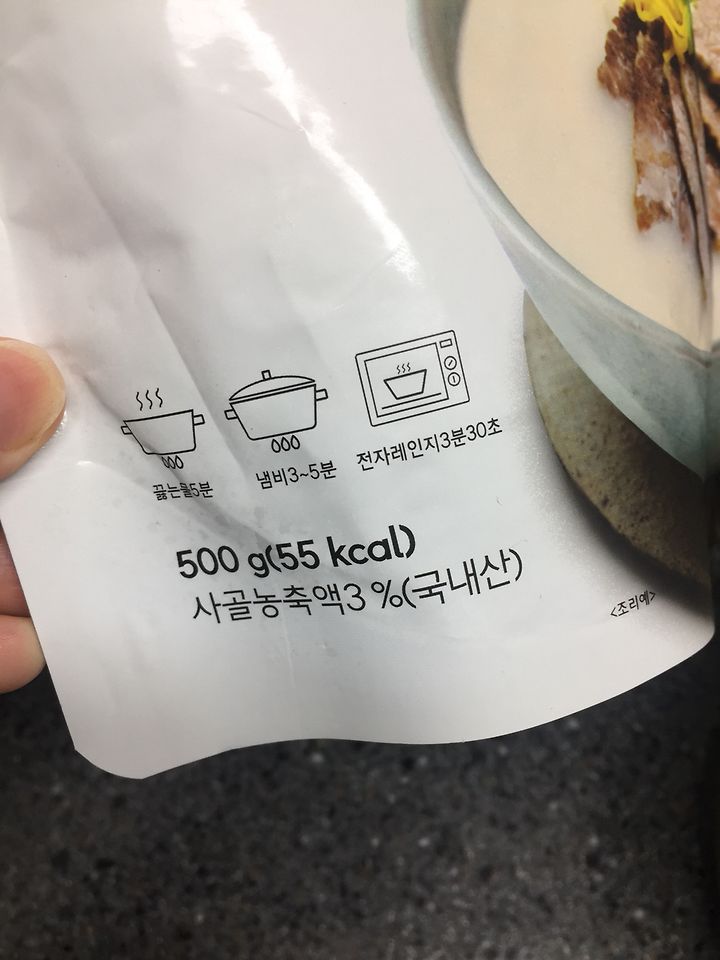 끓는물5분 냄비3~5분 전자레인지3분30초
500 g(55 kcal)
사골농축액3 %(국내산)
<조리예>